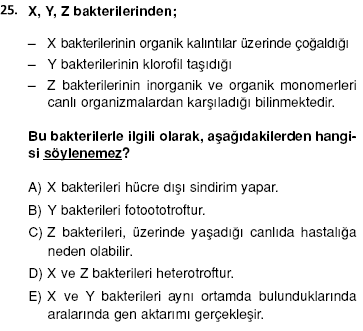 25. X, Y, Z bakterilerinden;
– X bakterilerinin organik kalıntılar üzerinde çoğaldığı
– Y bakterilerinin klorofil taşıdığı
– Z bakterilerinin inorganik ve organik monomerleri
canlı organizmalardan karşıladığı bilinmektedir.
Bu bakterilerle ilgili olarak, aşağıdakilerden hangi-
si söylenemez?
A) X bakterileri hücre dışı sindirim yapar.
B) Y bakterileri fotoototroftur.
C) Z bakterileri, üzerinde yaşadığı canlıda hastalığa
neden olabilir.
D) X ve Z bakterileri heterotroftur.
E) X ve Y bakterileri aynı ortamda bulunduklarında
aralarında gen aktarımı gerçekleşir.